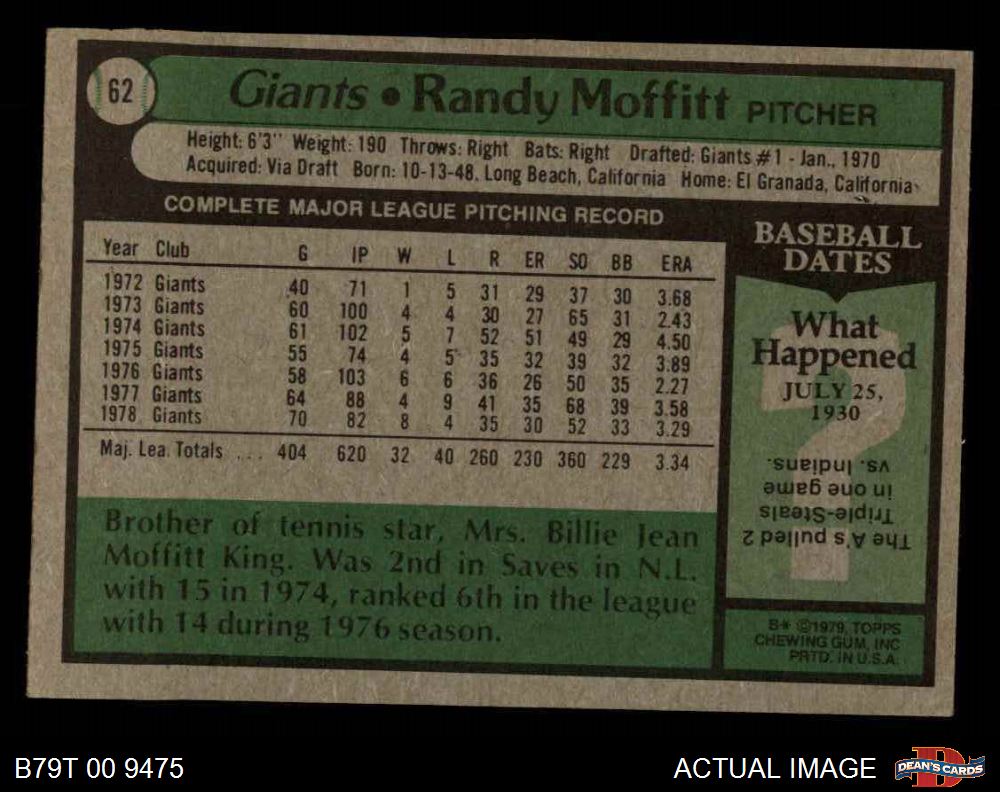 62
Giants • Randy Moffitt PITCHER
Height: 6'3" Weight: 190 Throws: Right Bats: Right Drafted: Giants #1 - Jan., 1970
Acquired: Via Draft Born: 10-13-48, Long Beach, California Home: El Granada, California
COMPLETE MAJOR LEAGUE PITCHING RECORD
Year Club G IP W L R ER SO BB ERA
1972 Giants 40 71 1 5 31 29 37 30 3.68
1973 Giants 60 100 4 4 30 27 65 31 2.43
1974 Giants 61 102 5 7 52 51 49 29 4.50
1975 Giants 55 74 4 5 35 32 39 32 3.89
1976 Giants 58 103 6 6 36 26 50 35 2.27
1977 Giants 64 88 4 9 41 35 68 39 3.58
1978 Giants 70 82 8 4 35 30 52 33 3.29
Maj. Lea. Totals ... 404 620 32 40 260 230 360 229 3.34
Brother of tennis star, Mrs. Billie Jean
Moffitt King. Was 2nd in Saves in N.L.
with 15 in 1974, ranked 6th in the league
with 14 during 1976 season.
BASEBALL
DATES
What
Happened
JULY 25,
1930
The A's pulled 2
Triple-Steals
in one game
vs. Indians.
B* ©1979, TOPPS
CHEWING GUM, INC
PRTD. IN U.S.A.
B79T 00 9475
ACTUAL IMAGE
DEAN'S CARDS